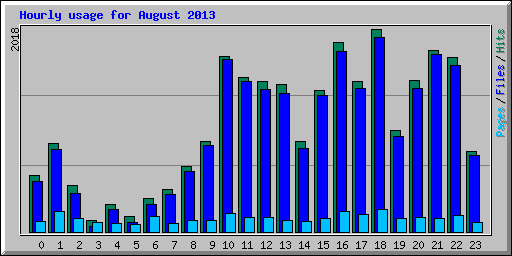 Hourly usage for August 2013
2018
Pages/Files/Hits
0 1 2 3 4 5 6 7 8 9 10 11 12 13 14 15 16 17 18 19 20 21 22 23